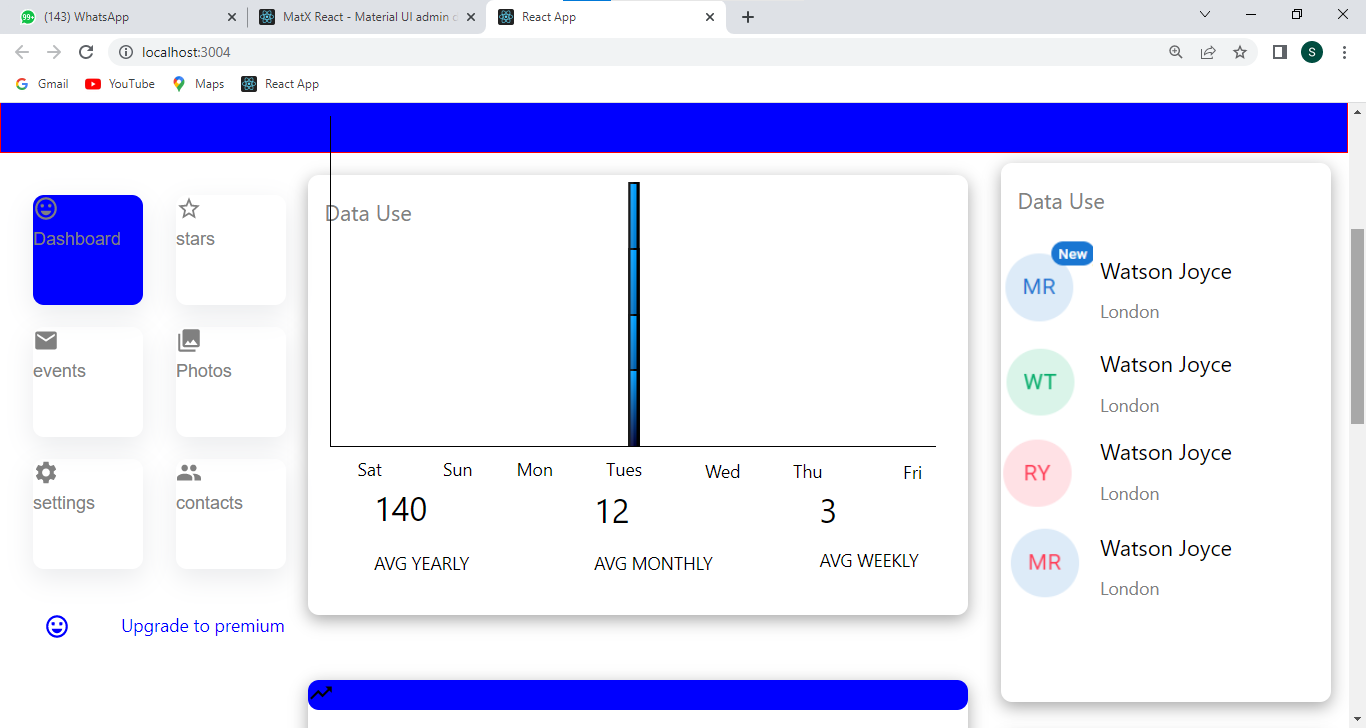 99+
(143) WhatsApp
MatX React - Material UI admin d
React App
localhost:3004
S
Gmail
YouTube
Maps
React App
Dashboard
stars
events
Photos
settings
contacts
Upgrade to premium
Data Use
Sat Sun Mon Tues Wed Thu Fri
140 12 3
AVG YEARLY AVG MONTHLY AVG WEEKLY
Data Use
New
MR
Watson Joyce
London
WT
Watson Joyce
London
RY
Watson Joyce
London
MR
Watson Joyce
London